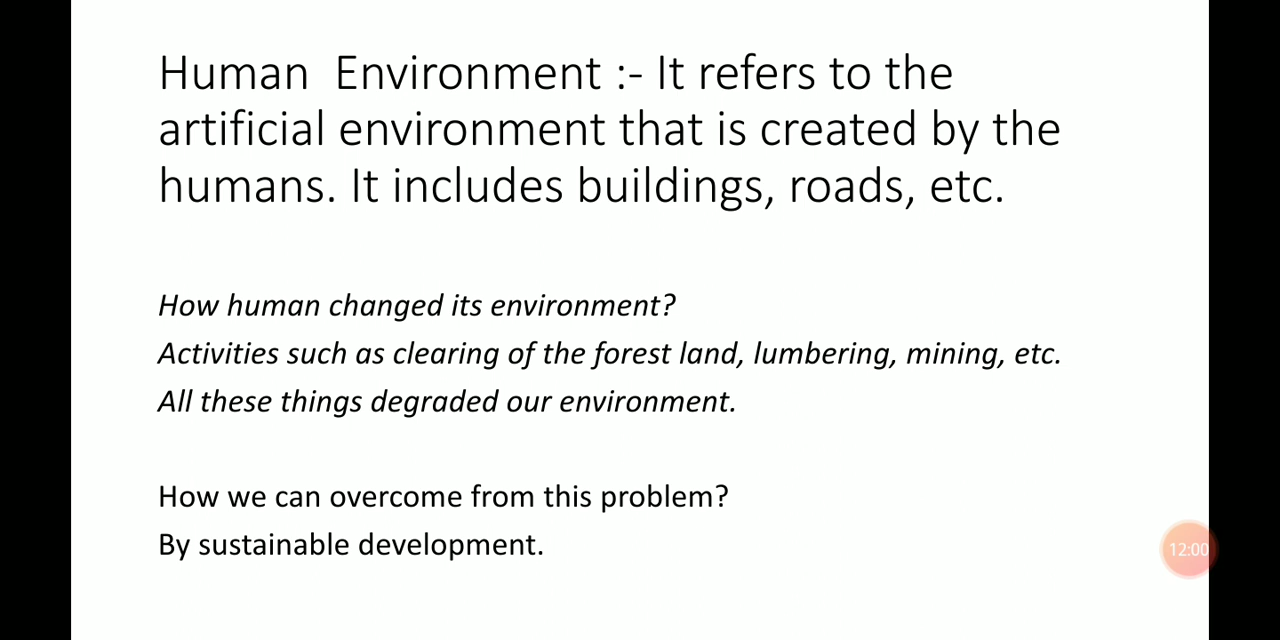 Human  Environment :- It refers to the
artificial environment that is created by the
humans. It includes buildings, roads, etc.
How human changed its environment?
Activities such as clearing of the forest land, lumbering, mining, etc.
All these things degraded our environment.
How we can overcome from this problem?
By sustainable development.
12:00